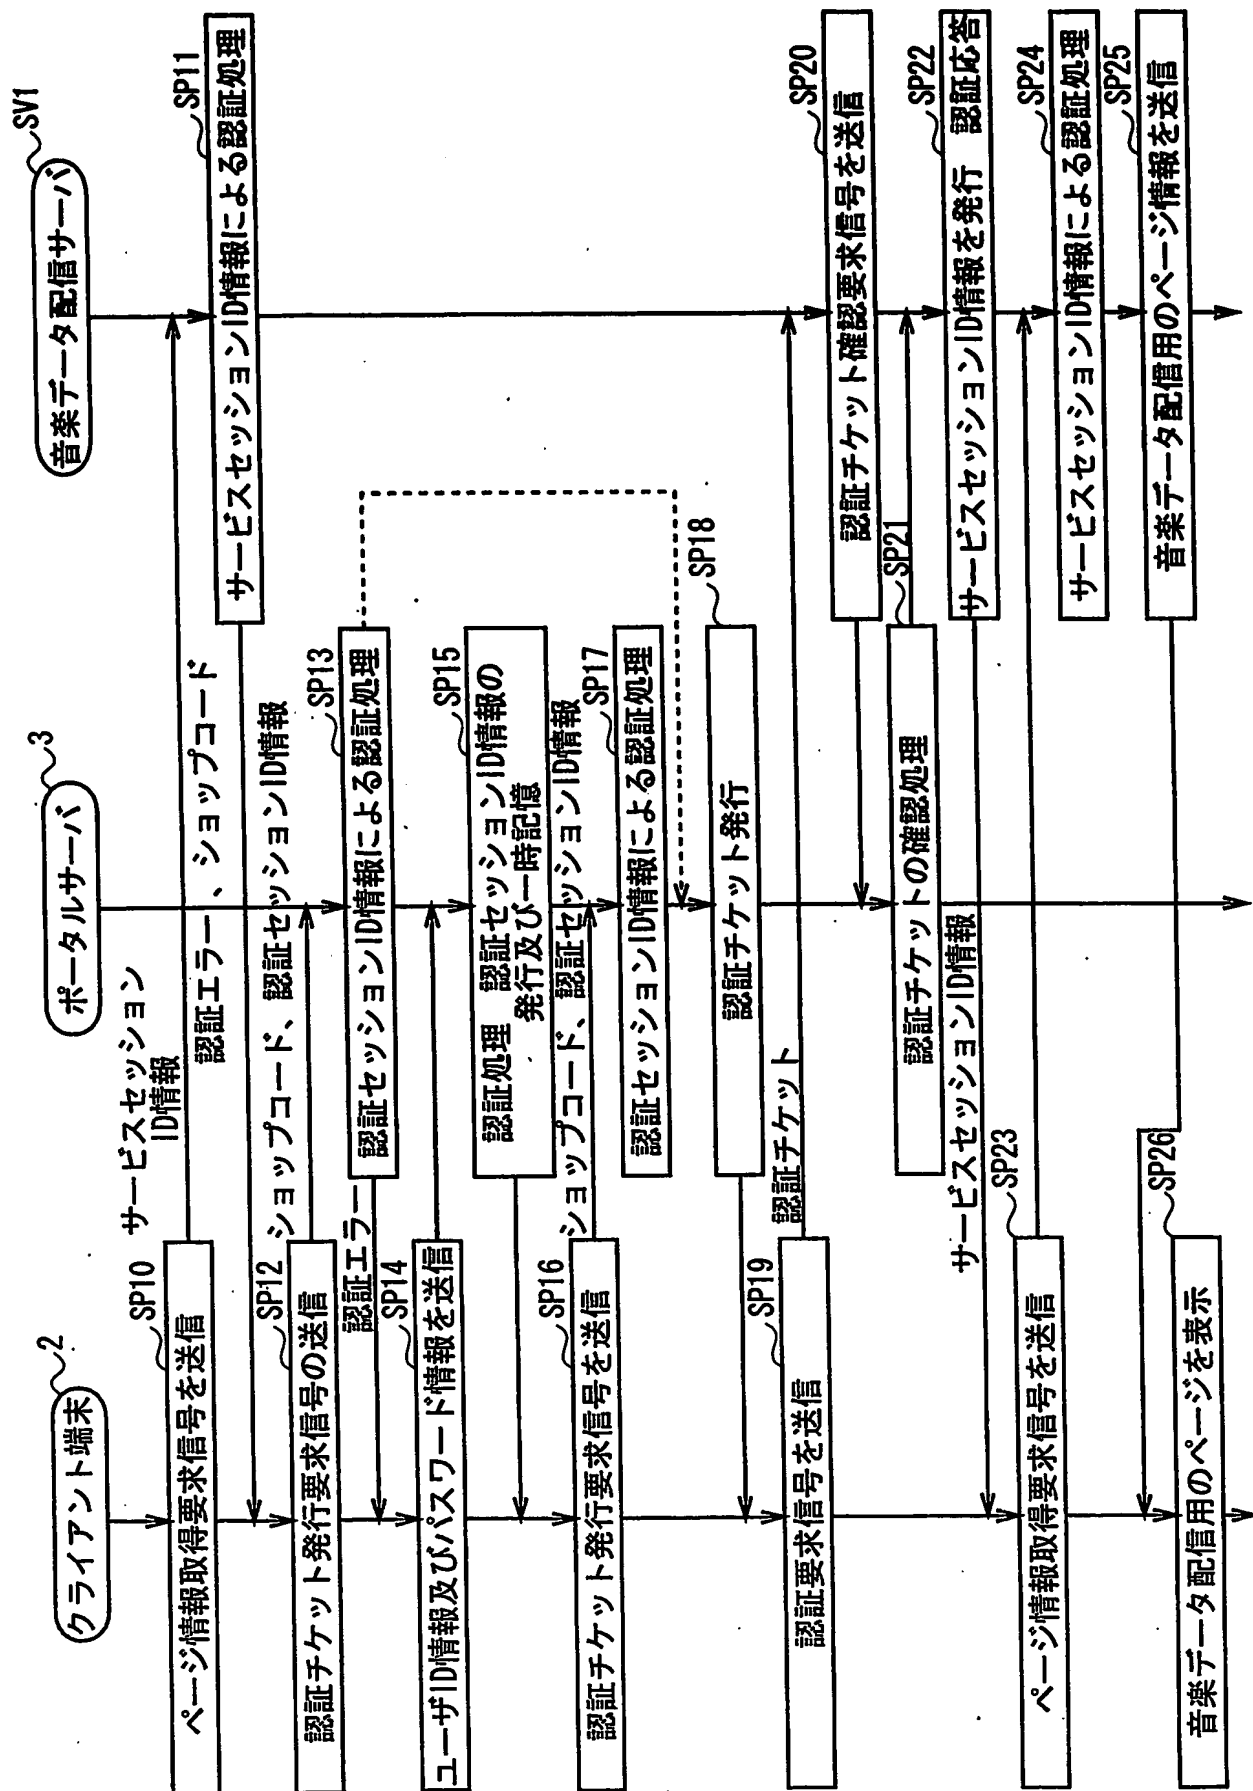 クライアント端末
2
ポータルサーバ
3
音楽データ配信サーバ
SV1
SP10
ページ情報取得要求信号を送信
サービスセッション
ID情報
SP11
サービスセッションID情報による認証処理
認証エラー、ショップコード
SP12
認証チケット発行要求信号の送信
ショップコード、認証セッションID情報
SP13
認証セッションID情報による認証処理
認証エラー
SP14
ユーザID情報及びパスワード情報を送信
SP15
認証処理 認証セッションID情報の
発行及び一時記憶
SP16
認証チケット発行要求信号を送信
ショップコード、認証セッションID情報
SP17
認証セッションID情報による認証処理
SP18
認証チケット発行
SP19
認証要求信号を送信
認証チケット
SP20
認証チケット確認要求信号を送信
SP21
認証チケットの確認処理
SP22
サービスセッションID情報を発行 認証応答
サービスセッションID情報
SP23
ページ情報取得要求信号を送信
SP24
サービスセッションID情報による認証処理
SP25
音楽データ配信用のページ情報を送信
SP26
音楽データ配信用のページを表示